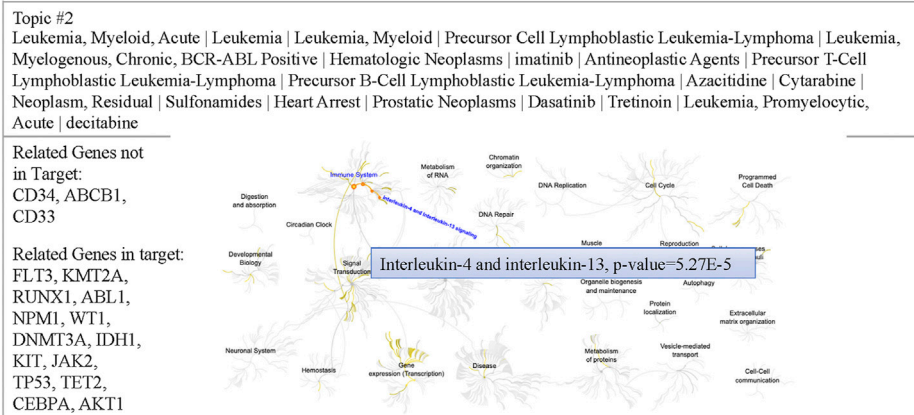 Topic #2
Leukemia, Myeloid, Acute | Leukemia | Leukemia, Myeloid | Precursor Cell Lymphoblastic Leukemia-Lymphoma | Leukemia,
Myelogenous, Chronic, BCR-ABL Positive | Hematologic Neoplasms | imatinib | Antineoplastic Agents | Precursor T-Cell
Lymphoblastic Leukemia-Lymphoma | Precursor B-Cell Lymphoblastic Leukemia-Lymphoma | Azacitidine | Cytarabine |
Neoplasm, Residual | Sulfonamides | Heart Arrest | Prostatic Neoplasms | Dasatinib | Tretinoin | Leukemia, Promyelocytic,
Acute | decitabine
Related Genes not
in Target:
CD34, ABCB1,
CD33
Related Genes in target:
FLT3, KMT2A,
RUNX1, ABL1,
NPM1, WT1,
DNMT3A, IDH1,
KIT, JAK2,
TP53, TET2,
CEBPA, AKT1
Immune System
Metabolism
of RNA
Chromatin
organization
Digestion
and absorption
DNA Replication
Cell Cycle
Programmed
Cell Death
Interleukin-4 and Interleukin-13 signaling
Circadian Clock
DNA Repair
Developmental
Biology
Signal
Transduction
Muscle
Reproduction
Interleukin-4 and interleukin-13, p-value=5.27E-5
Organelle biogenesis
and maintenance
Autophagy
Protein
localization
Extracellular
matrix organization
Neuronal System
Hemostasis
Gene
expression (Transcription)
Disease
Metabolism
of proteins
Vesicle-mediated
transport
Cell-Cell
communication